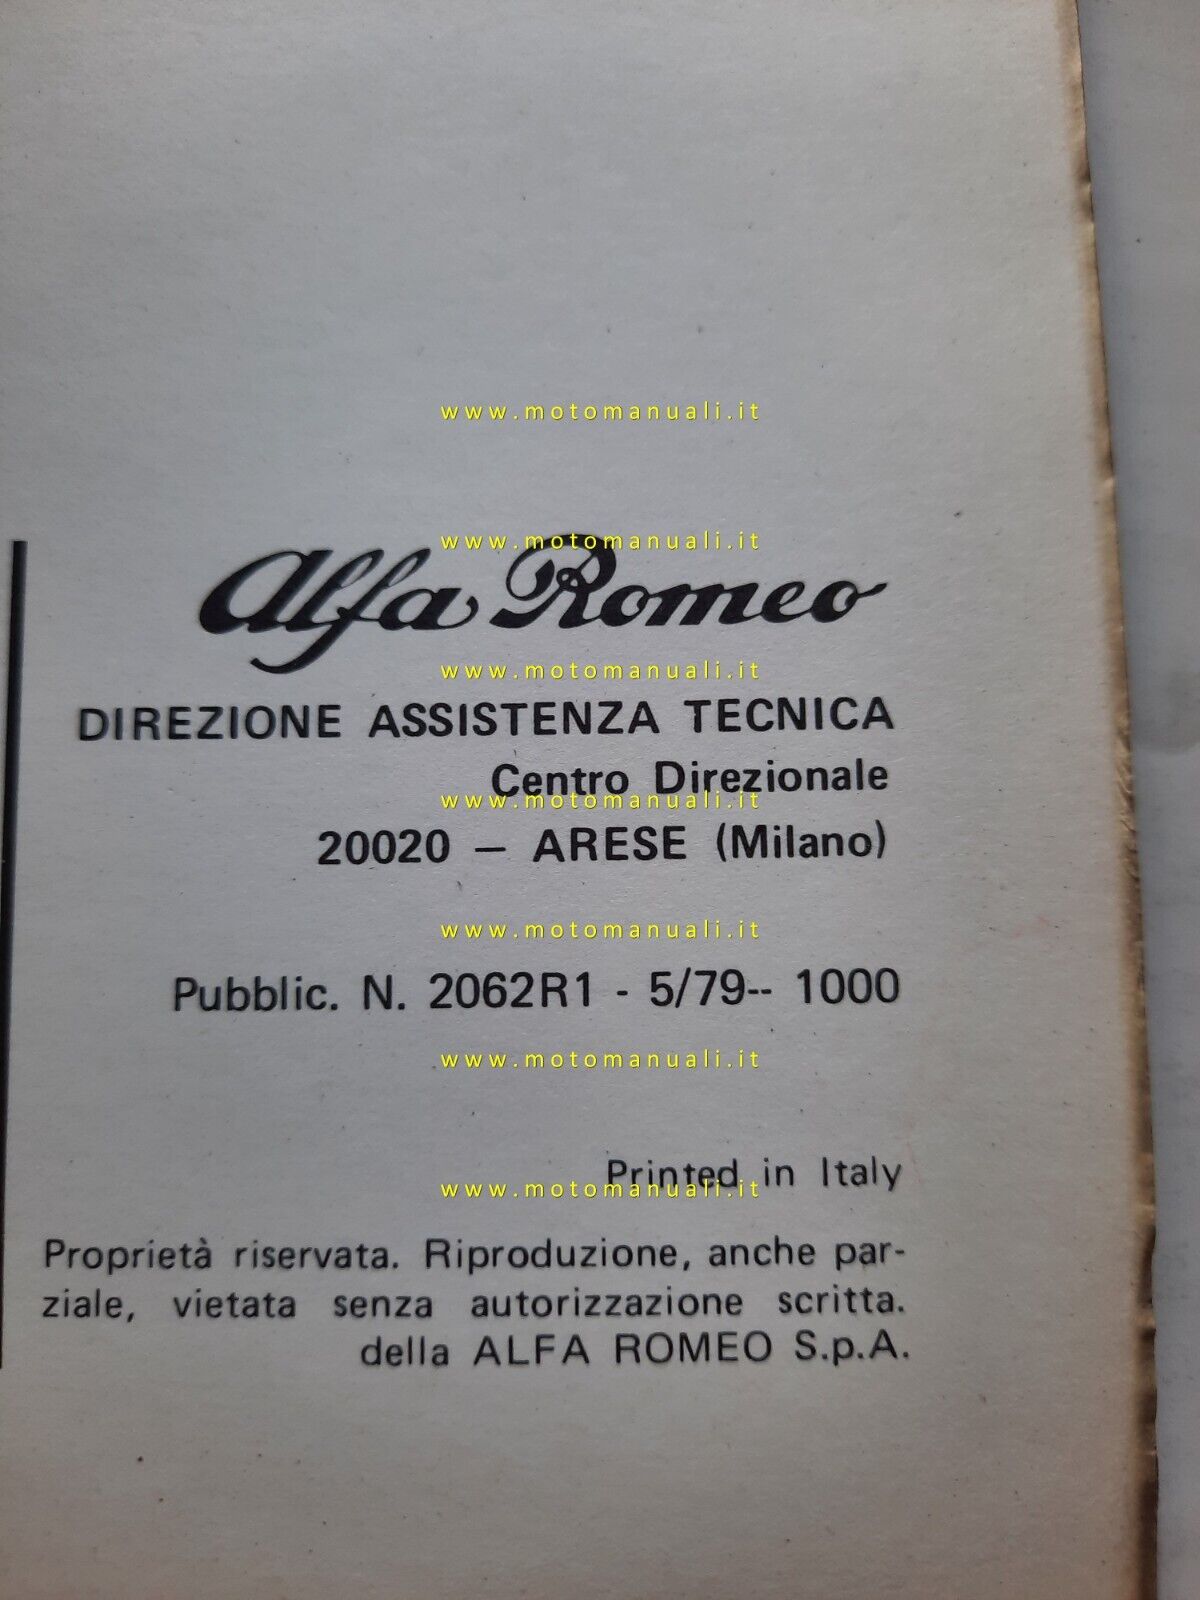 www.motomanuali.it
www.motomanuali.it
Alfa Romeo
www.motomanuali.it
DIREZIONE ASSISTENZA TECNICA
Centro Direzionale
www.motomanuali.it
20020 — ARESE (Milano)
www.motomanuali.it
Pubblic. N. 2062R1 - 5/79-- 1000
www.motomanuali.it
Printed in Italy
www.motomanuali.it
Proprietà riservata. Riproduzione, anche par-
ziale, vietata senza autorizzazione scritta.
della ALFA ROMEO S.p.A.